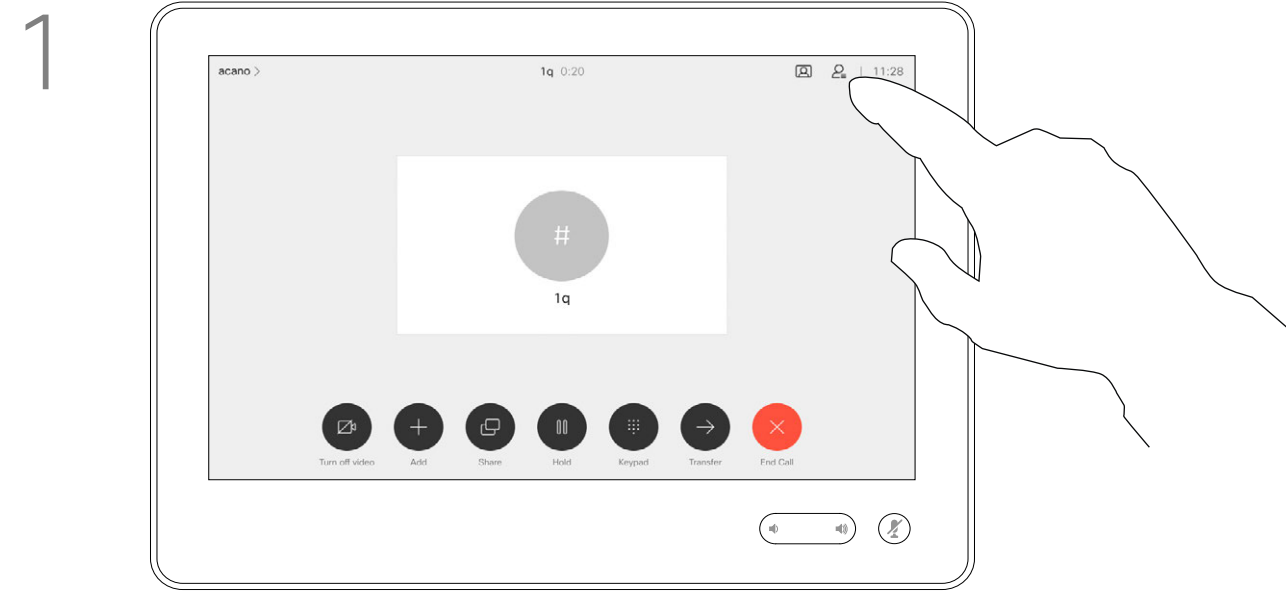 1
acano >
1q 0:20
11:28
#
1q
Turn off video
Add
Share
Hold
Keypad
Transfer
End Call